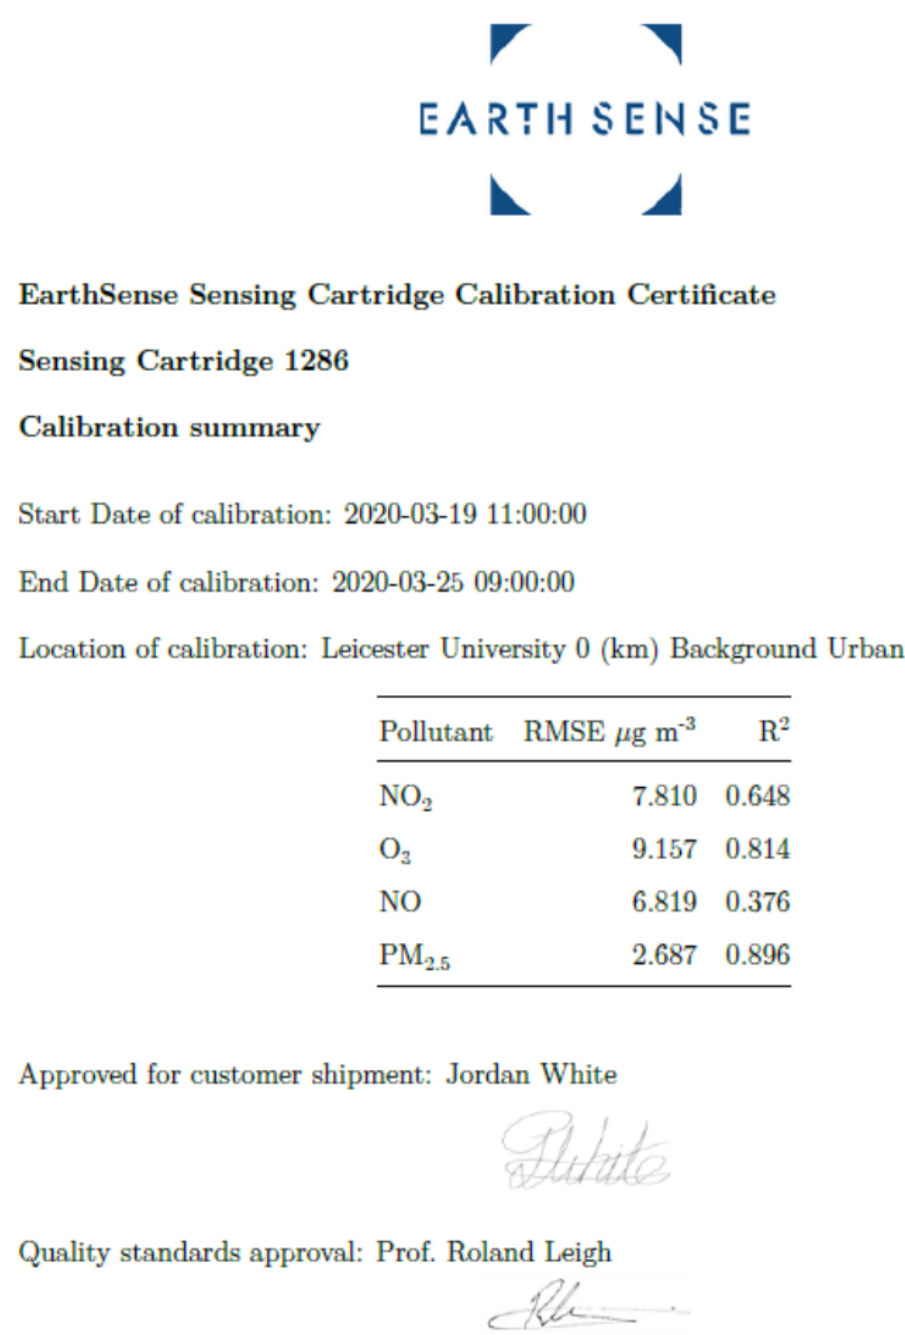 EARTH SENSE
EarthSense Sensing Cartridge Calibration Certificate
Sensing Cartridge 1286
Calibration summary
Start Date of calibration: 2020-03-19 11:00:00
End Date of calibration: 2020-03-25 09:00:00
Location of calibration: Leicester University 0 (km) Background Urban
Pollutant RMSE μg m⁻³ R²
NO₂ 7.810 0.648
O₃ 9.157 0.814
NO 6.819 0.376
PM₂.₅ 2.687 0.896
Approved for customer shipment: Jordan White
White
Quality standards approval: Prof. Roland Leigh